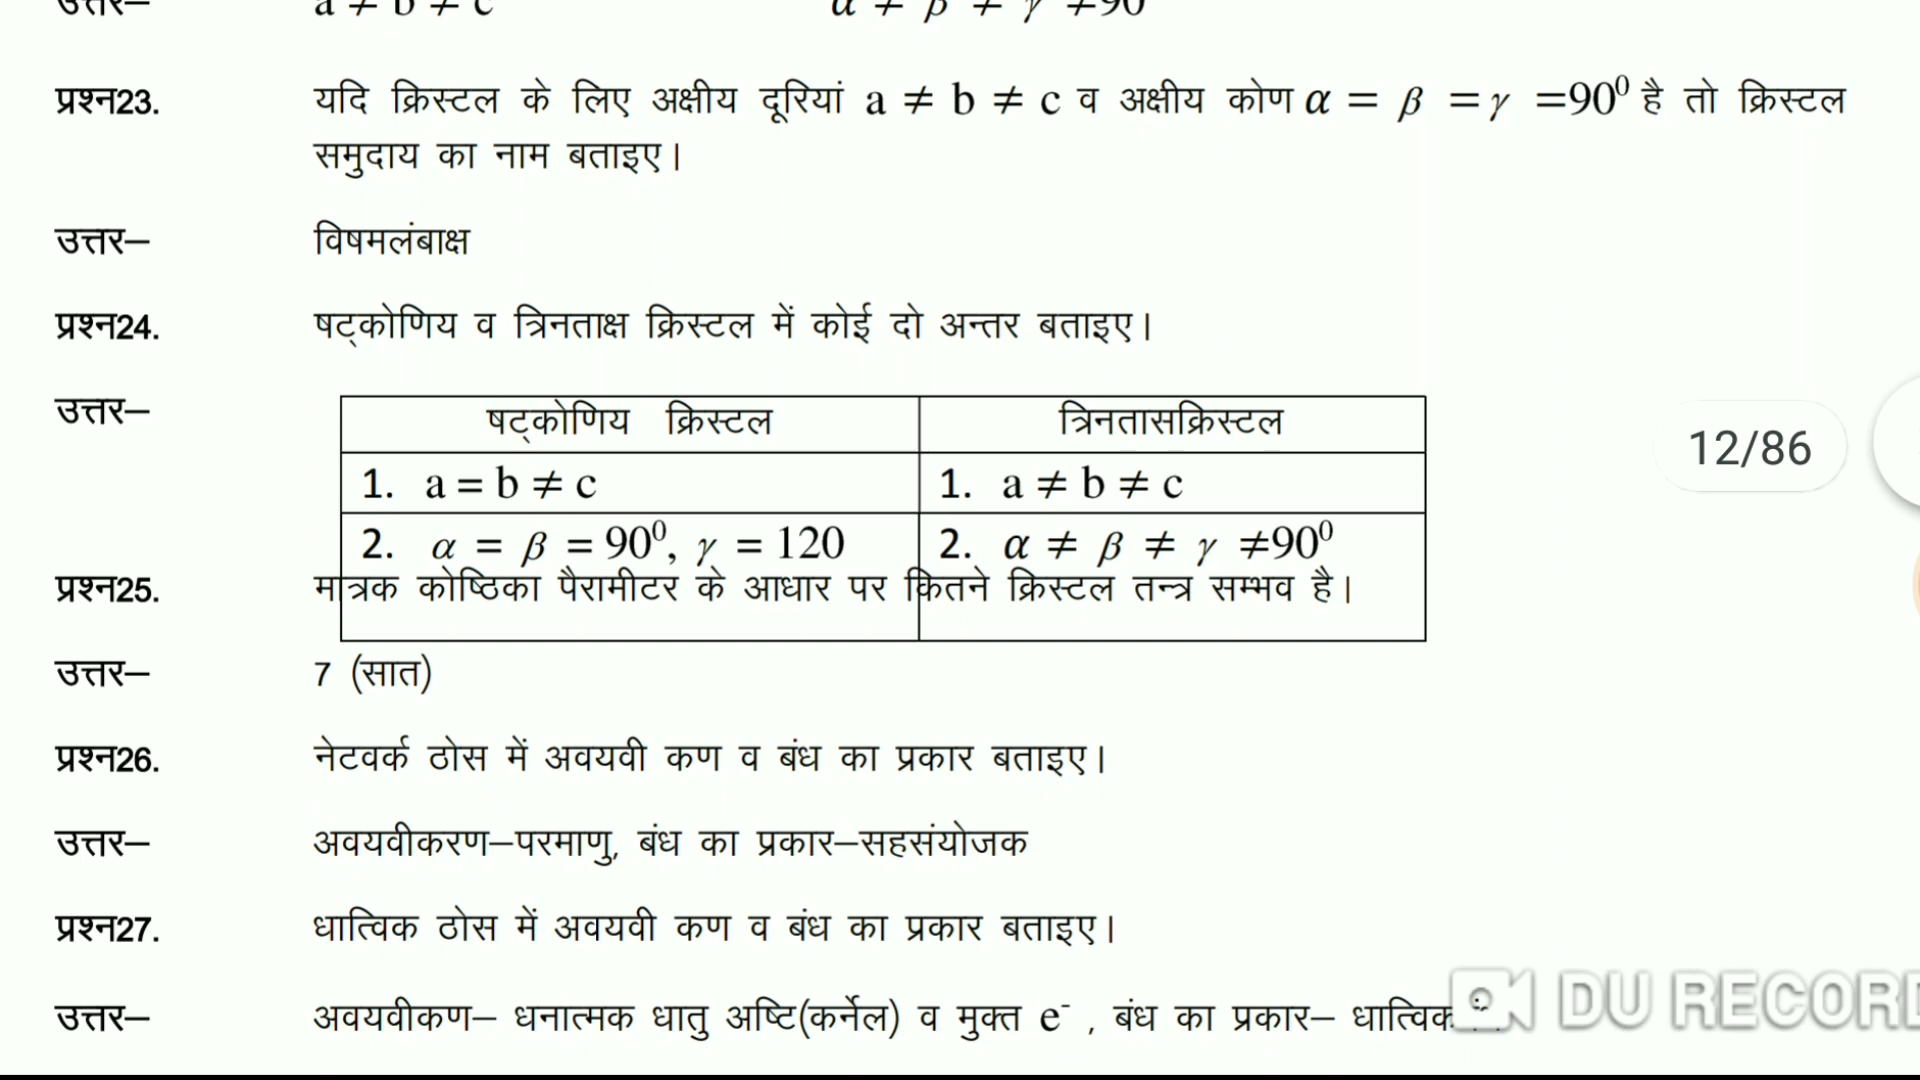 उत्तर– a ≠ b ≠ c α ≠ β ≠ γ ≠90
प्रश्न23. यदि क्रिस्टल के लिए अक्षीय दूरियां a ≠ b ≠ c व अक्षीय कोण α = β =γ =90⁰ है तो क्रिस्टल
समुदाय का नाम बताइए।
उत्तर– विषमलंबाक्ष
प्रश्न24. षट्कोणिय व त्रिनताक्ष क्रिस्टल में कोई दो अन्तर बताइए।
उत्तर–
षट्कोणिय क्रिस्टल त्रिनतासक्रिस्टल
1. a = b ≠ c 1. a ≠ b ≠ c
12/86
2. α = β = 90⁰, γ = 120 2. α ≠ β ≠ γ ≠90⁰
प्रश्न25. मात्रक कोष्ठिका पैरामीटर के आधार पर कितने क्रिस्टल तन्त्र सम्भव है।
उत्तर– 7 (सात)
प्रश्न26. नेटवर्क ठोस में अवयवी कण व बंध का प्रकार बताइए।
उत्तर– अवयवीकरण–परमाणु, बंध का प्रकार–सहसंयोजक
प्रश्न27. धात्विक ठोस में अवयवी कण व बंध का प्रकार बताइए।
उत्तर– अवयवीकण– धनात्मक धातु अष्टि(कर्नेल) व मुक्त e⁻ , बंध का प्रकार– धात्विक
DU RECORD